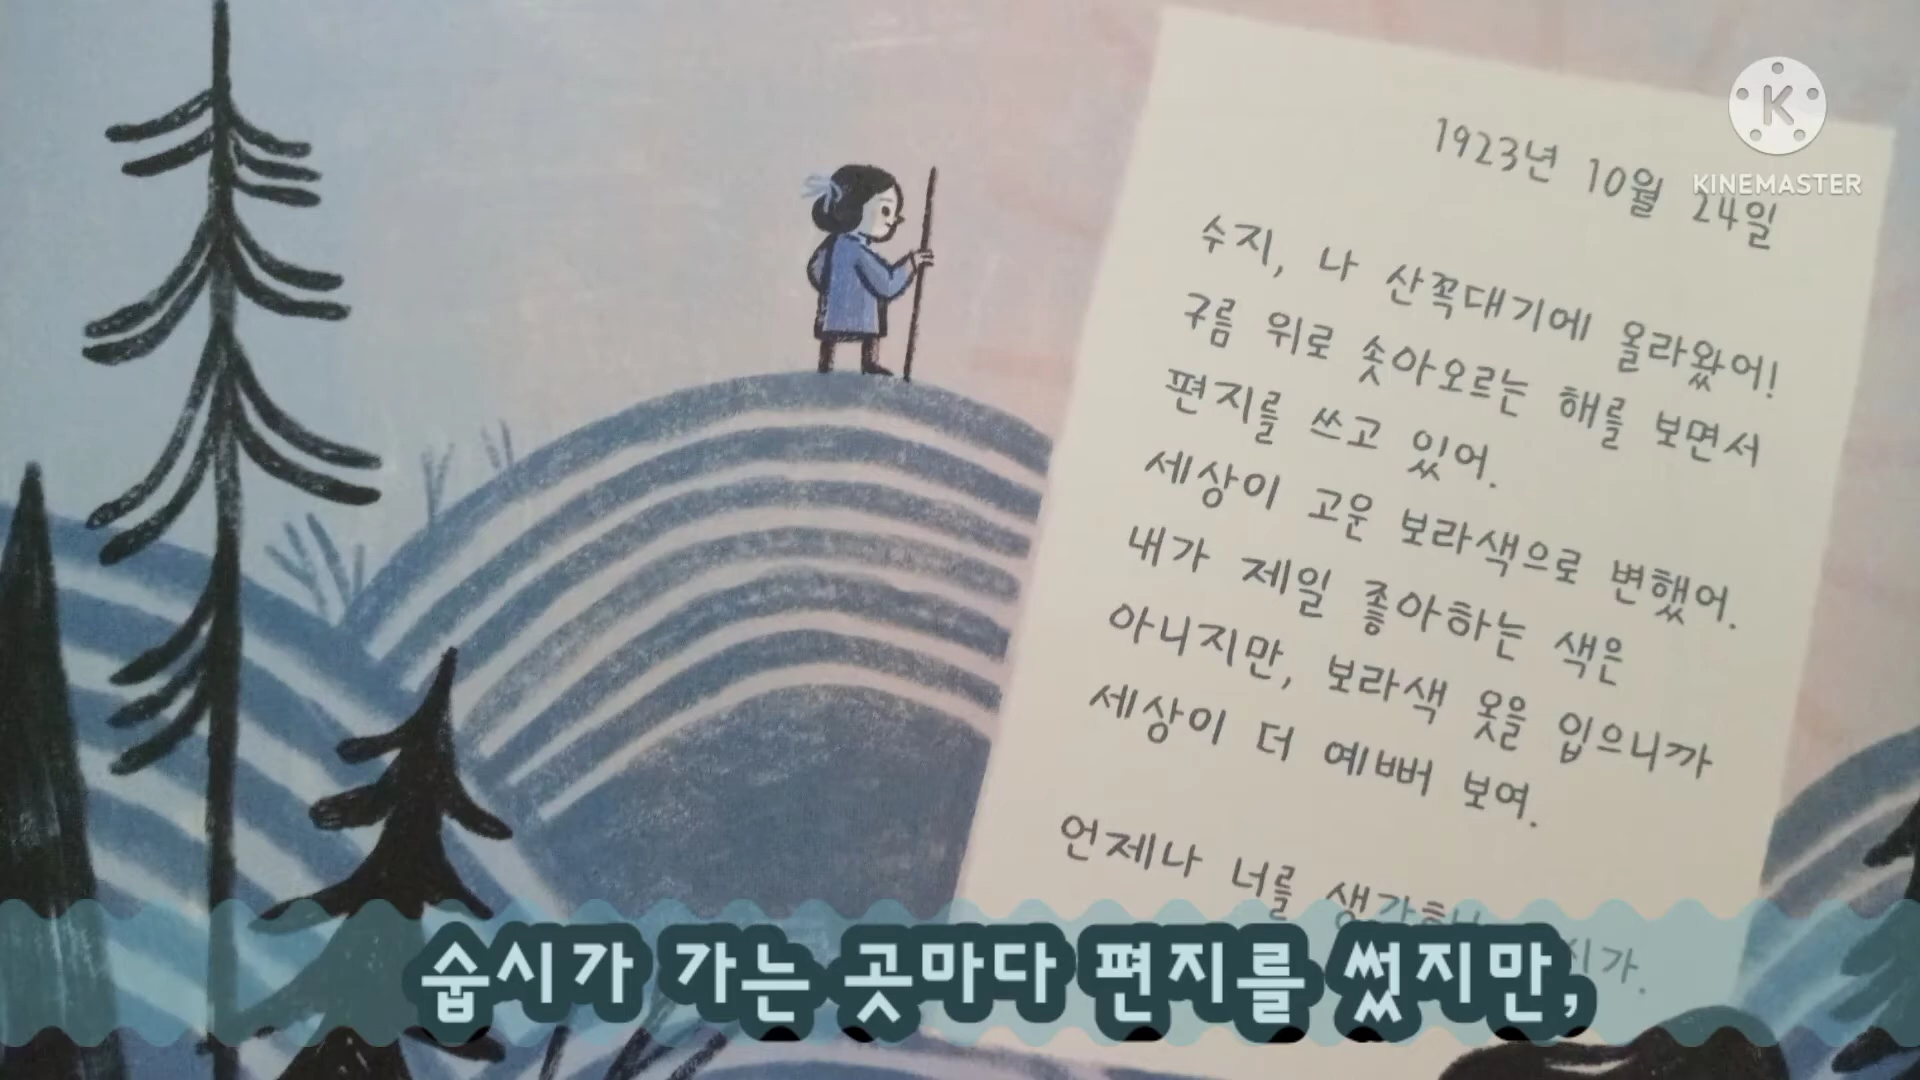 KINEMASTER
1923년 10월 24일
수지, 나 산꼭대기에 올라왔어!
구름 위로 솟아오르는 해를 보면서
편지를 쓰고 있어.
세상이 고운 보라색으로 변했어.
내가 제일 좋아하는 색은
아니지만, 보라색 옷을 입으니까
세상이 더 예뻐 보여.
언제나 너를
숩시가 가는 곳마다 편지를 썼지만,